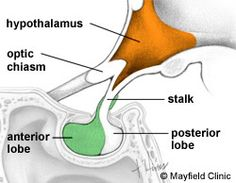 hypothalamus
optic
chiasm
stalk
anterior
lobe
posterior
lobe
© Mayfield Clinic